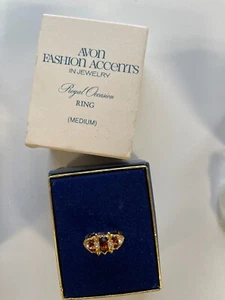 AVON
FASHION ACCENTS
IN JEWELRY
Royal Occasion
RING
(MEDIUM)